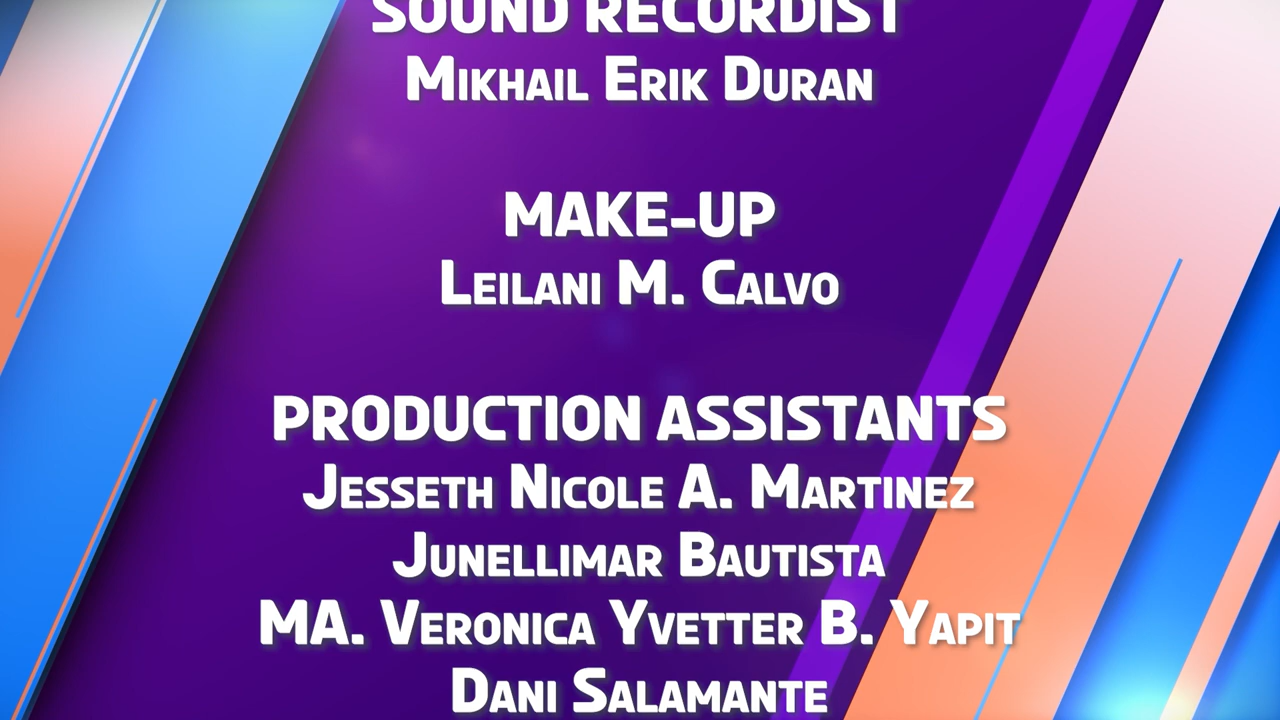 SOUND RECORDIST
MIKHAIL ERIK DURAN
MAKE-UP
LEILANI M. CALVO
PRODUCTION ASSISTANTS
JESSETH NICOLE A. MARTINEZ
JUNELLIMAR BAUTISTA
MA. VERONICA YVETTER B. YAPIT
DANI SALAMANTE